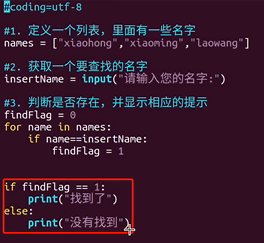 #coding=utf-8
#1. 定义一个列表，里面有一些名字
names = ["xiaohong","xiaoming","laowang"]
#2. 获取一个要查找的名字
insertName = input("请输入您的名字:")
#3. 判断是否存在，并显示相应的提示
findFlag = 0
for name in names:
    if name==insertName:
        findFlag = 1
if findFlag == 1:
    print("找到了")
else:
    print("没有找到")